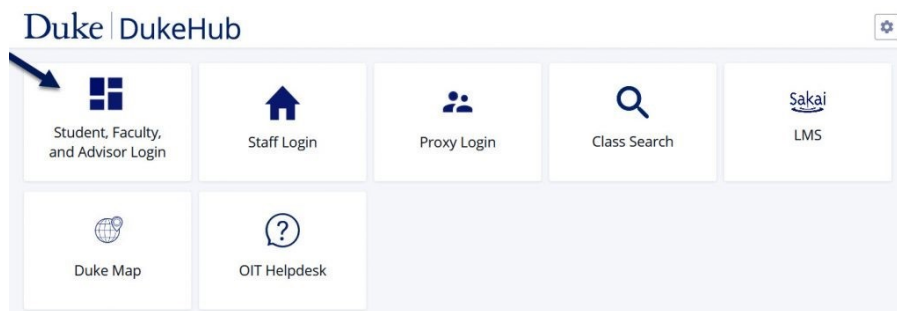 Duke DukeHub
Student, Faculty,
and Advisor Login
Staff Login
Proxy Login
Class Search
Sakai
LMS
Duke Map
?
OIT Helpdesk